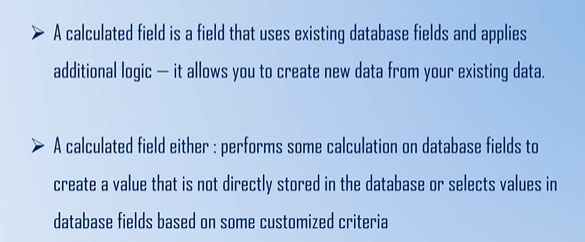 ➤ A calculated field is a field that uses existing database fields and applies
additional logic – it allows you to create new data from your existing data.
➤ A calculated field either : performs some calculation on database fields to
create a value that is not directly stored in the database or selects values in
database fields based on some customized criteria